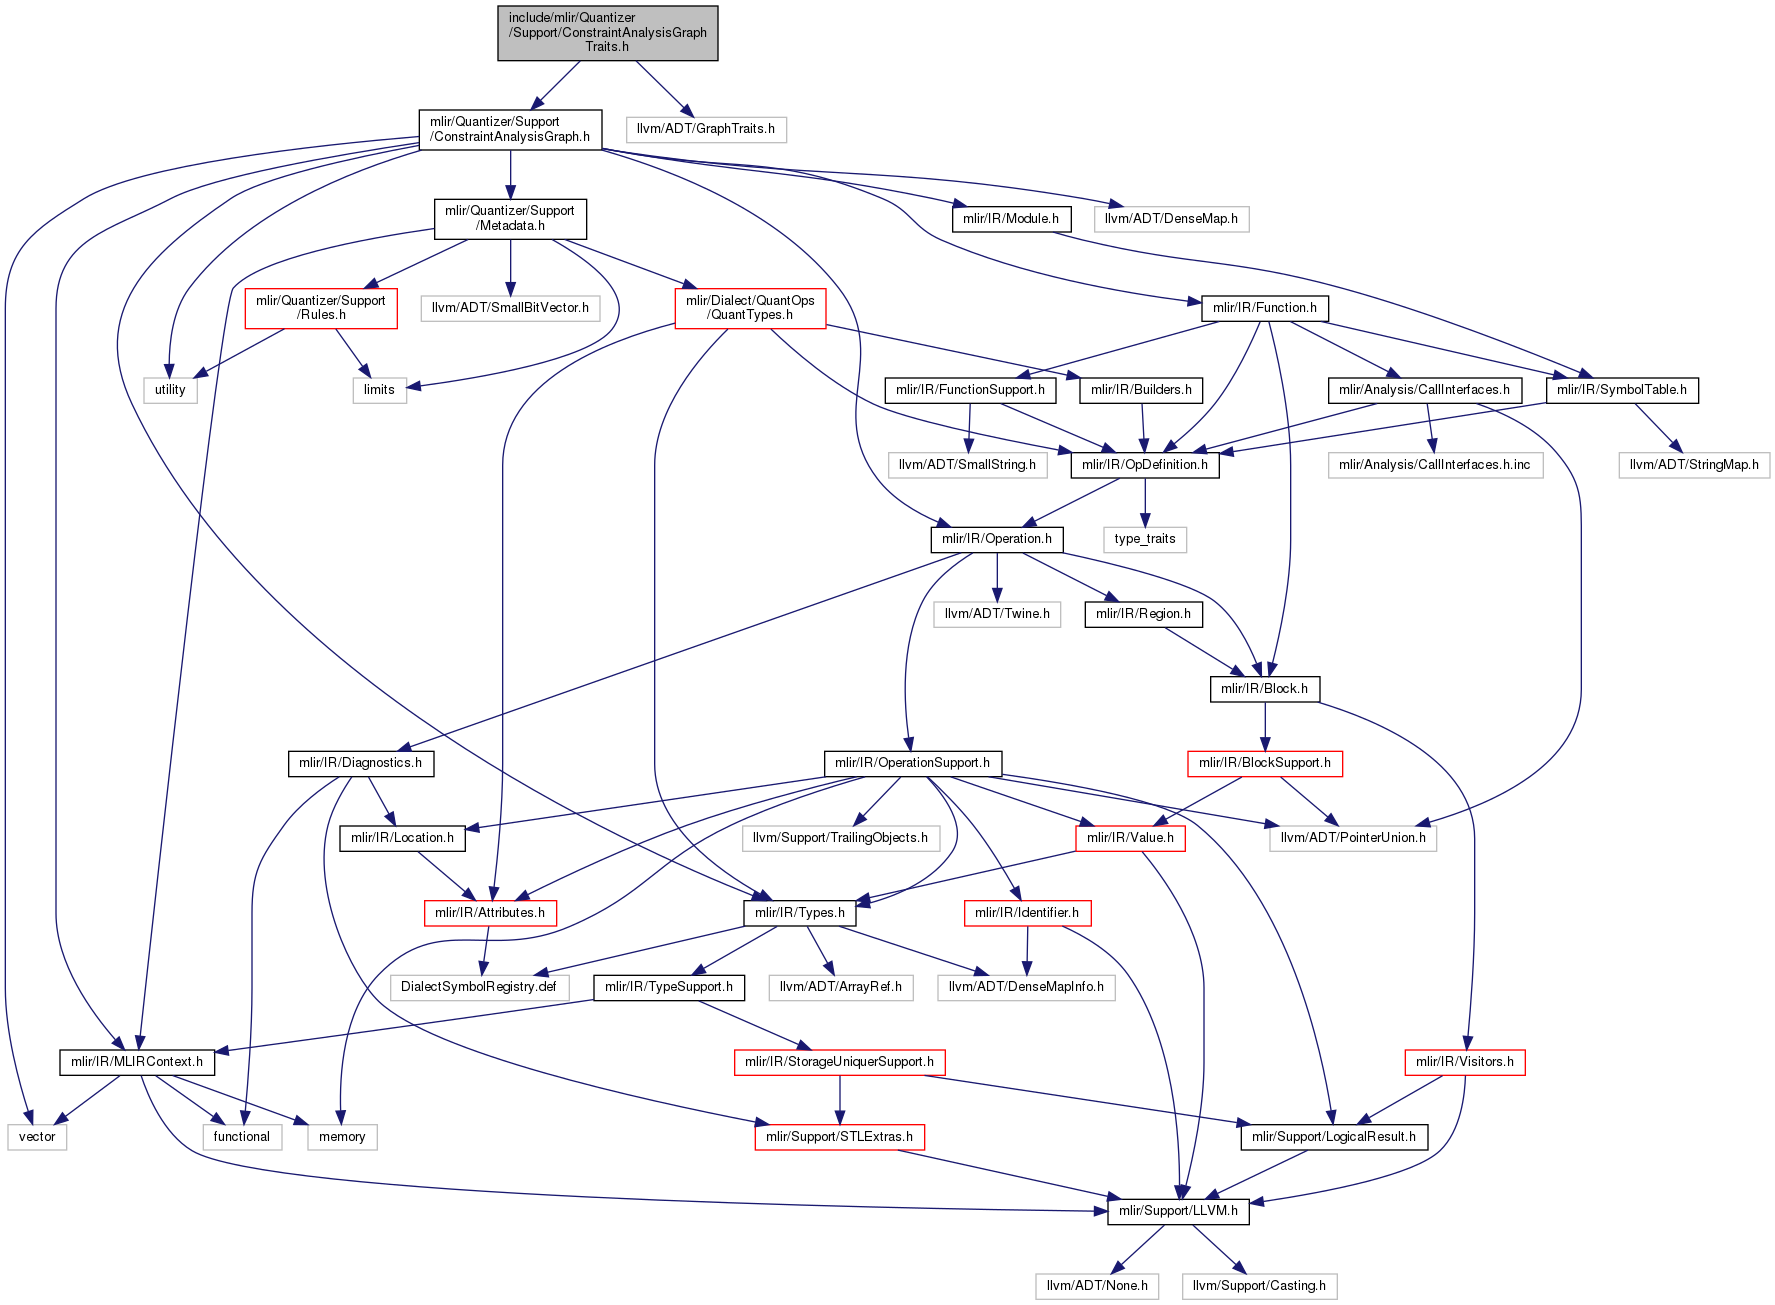 include/mlir/Quantizer
/Support/ConstraintAnalysisGraph
Traits.h
mlir/Quantizer/Support
/ConstraintAnalysisGraph.h
llvm/ADT/GraphTraits.h
mlir/Quantizer/Support
/Metadata.h
mlir/IR/Module.h
llvm/ADT/DenseMap.h
mlir/Quantizer/Support
/Rules.h
llvm/ADT/SmallBitVector.h
mlir/Dialect/QuantOps
/QuantTypes.h
mlir/IR/Function.h
utility
limits
mlir/IR/FunctionSupport.h
mlir/IR/Builders.h
mlir/Analysis/CallInterfaces.h
mlir/IR/SymbolTable.h
llvm/ADT/SmallString.h
mlir/IR/OpDefinition.h
mlir/Analysis/CallInterfaces.h.inc
llvm/ADT/StringMap.h
mlir/IR/Operation.h
type_traits
llvm/ADT/Twine.h
mlir/IR/Region.h
mlir/IR/Block.h
mlir/IR/Diagnostics.h
mlir/IR/OperationSupport.h
mlir/IR/BlockSupport.h
mlir/IR/Location.h
llvm/Support/TrailingObjects.h
mlir/IR/Value.h
llvm/ADT/PointerUnion.h
mlir/IR/Attributes.h
mlir/IR/Types.h
mlir/IR/Identifier.h
DialectSymbolRegistry.def
mlir/IR/TypeSupport.h
llvm/ADT/ArrayRef.h
llvm/ADT/DenseMapInfo.h
mlir/IR/MLIRContext.h
mlir/IR/StorageUniquerSupport.h
mlir/IR/Visitors.h
vector
functional
memory
mlir/Support/STLExtras.h
mlir/Support/LogicalResult.h
mlir/Support/LLVM.h
llvm/ADT/None.h
llvm/Support/Casting.h